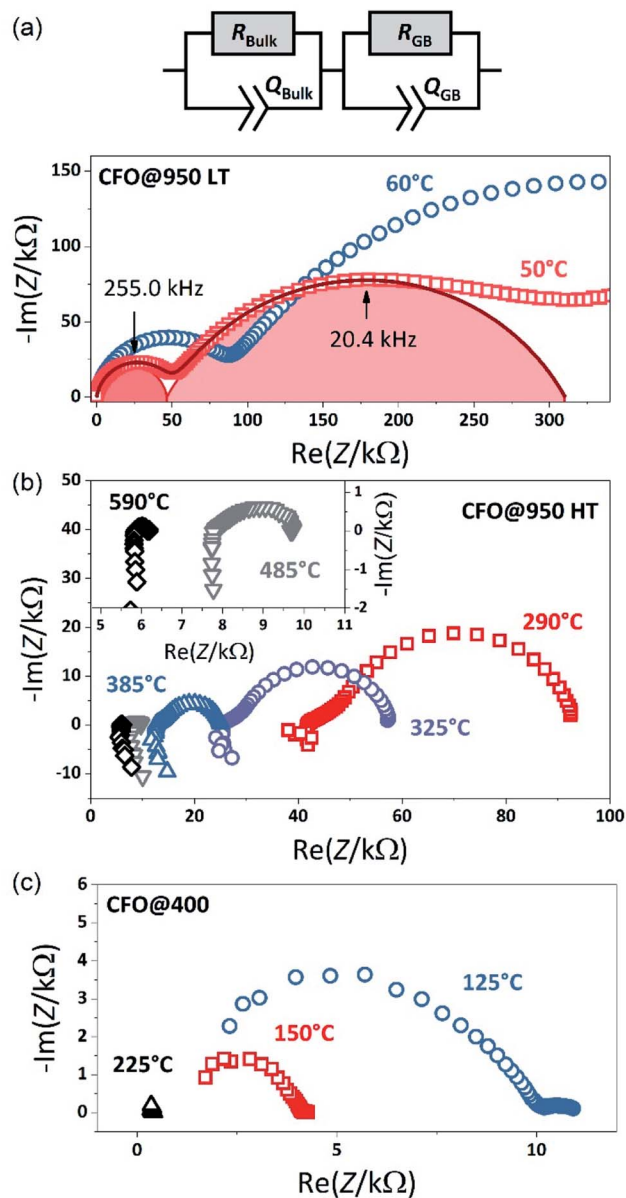 (a)
R_Bulk
R_GB
Q_Bulk
Q_GB
CFO@950 LT
60°C
50°C
255.0 kHz
20.4 kHz
-Im(Z/kΩ)
150
100
50
0
0 50 100 150 200 250 300
Re(Z/kΩ)
(b)
CFO@950 HT
590°C
485°C
-Im(Z/kΩ)
1
0
-1
-2
5 6 7 8 9 10 11
Re(Z/kΩ)
385°C
325°C
290°C
-Im(Z/kΩ)
50
40
30
20
10
0
-10
0 20 40 60 80 100
Re(Z/kΩ)
(c)
CFO@400
225°C
150°C
125°C
-Im(Z/kΩ)
6
5
4
3
2
1
0
0 5 10
Re(Z/kΩ)